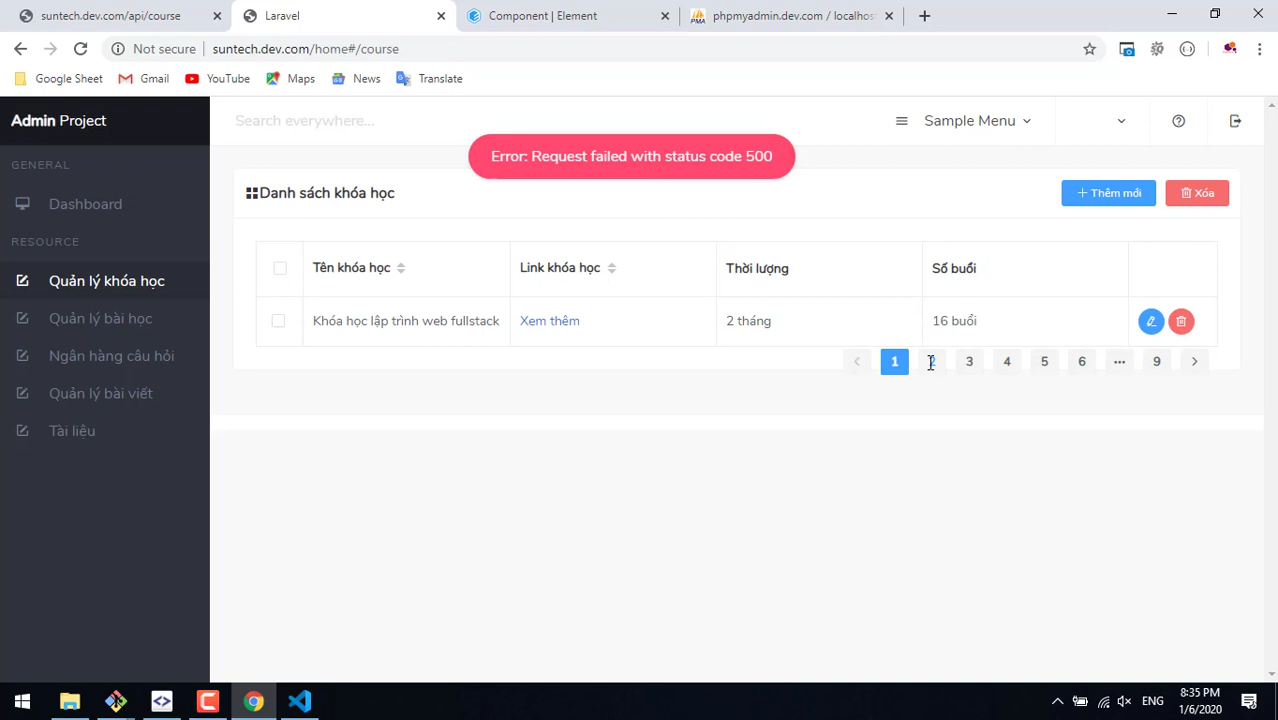 suntech.dev.com/api/course
Laravel
Component | Element
phpmyadmin.dev.com / localhos
Not secure
suntech.dev.com/home#/course
Google Sheet
Gmail
YouTube
Maps
News
Translate
Admin Project
Search everywhere...
Sample Menu
Error: Request failed with status code 500
GENERAL
Dashboard
RESOURCE
Quản lý khóa học
Quản lý bài học
Ngân hàng câu hỏi
Quản lý bài viết
Tài liệu
Danh sách khóa học
+ Thêm mới
Xóa
Tên khóa học
Link khóa học
Thời lượng
Số buổi
Khóa học lập trình web fullstack
Xem thêm
2 tháng
16 buổi
1 2 3 4 5 6 ••• 9
ENG
8:35 PM
1/6/2020